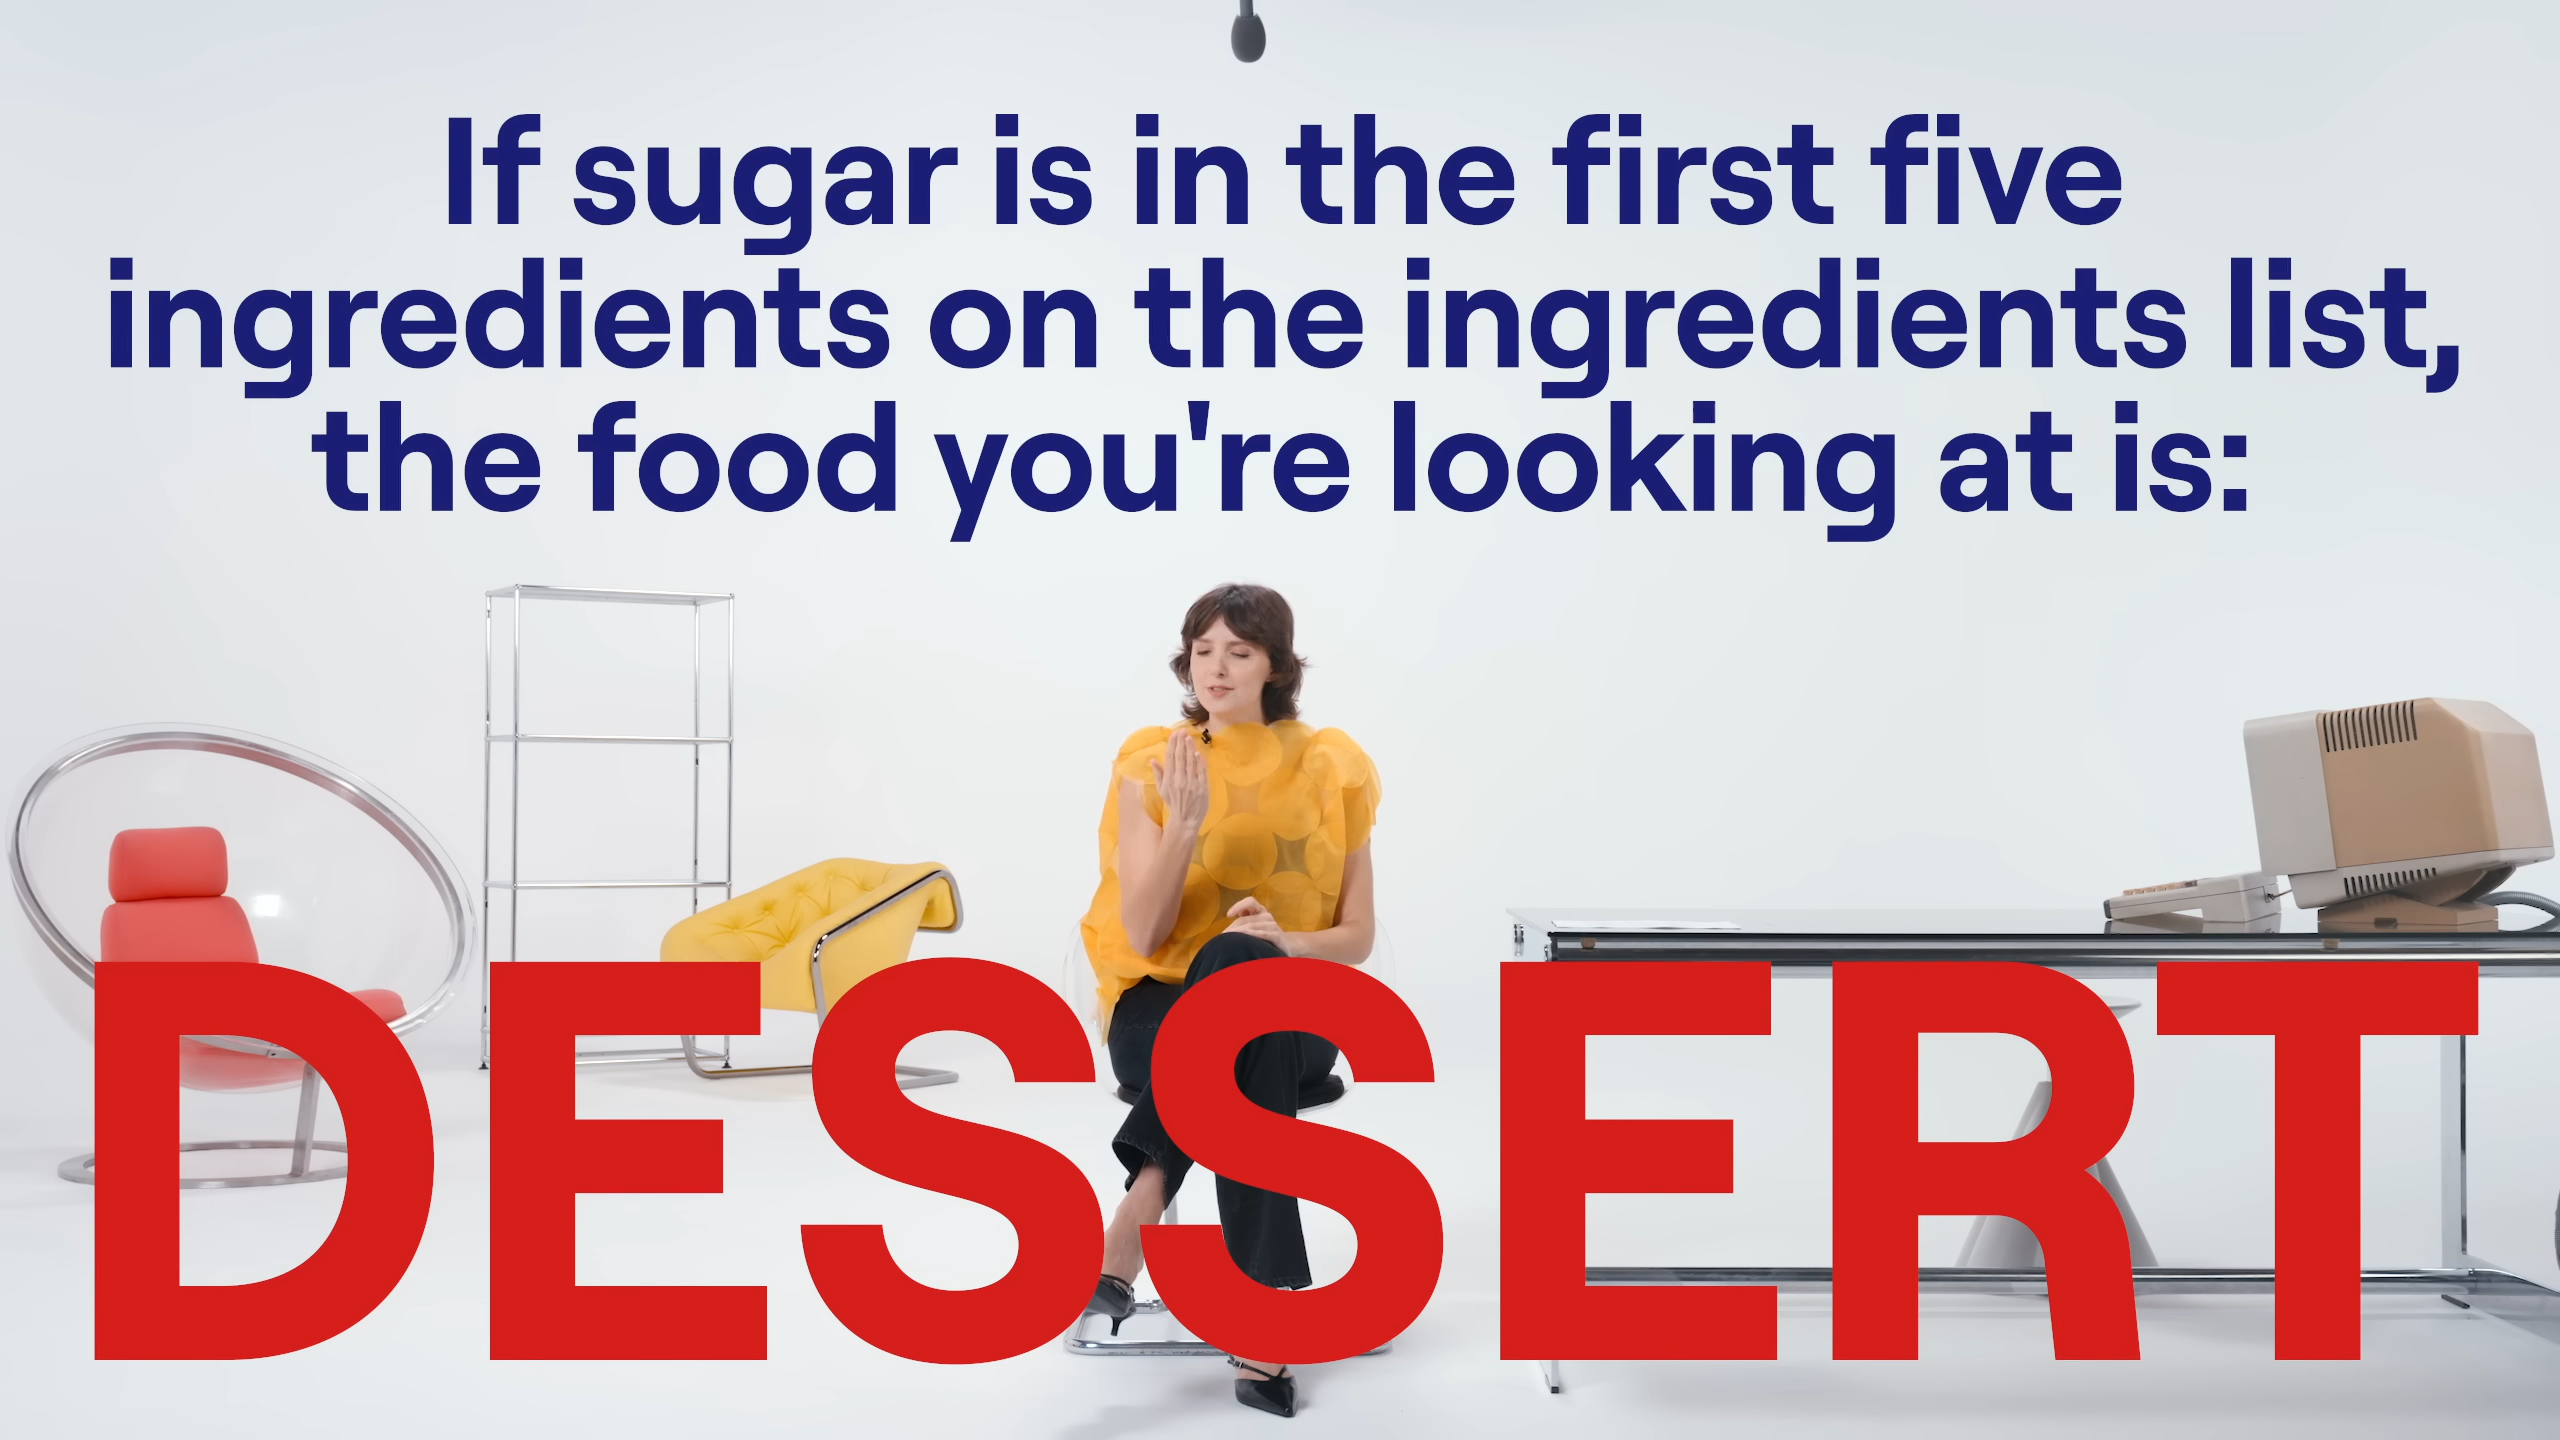 If sugar is in the first five
ingredients on the ingredients list,
the food you're looking at is:
DESSERT